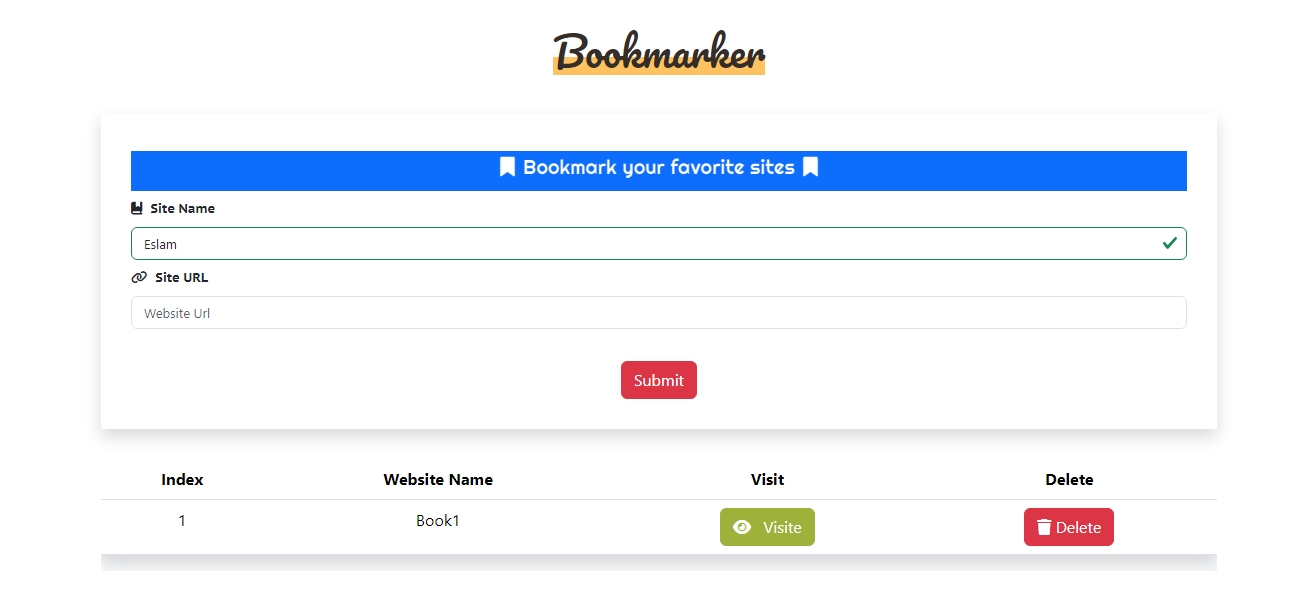 Bookmarker
Bookmark your favorite sites
Site Name
Eslam
Site URL
Website Url
Submit
Index Website Name Visit Delete
1 Book1 Visite Delete